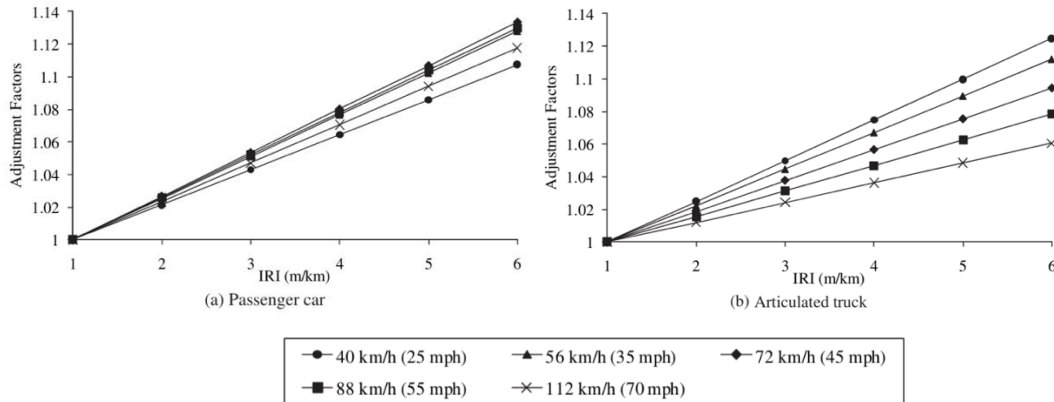 1.14
1.12
1.1
1.08
1.06
1.04
1.02
1
Adjustment Factors
1 2 3 4 5 6
IRI (m/km)
(a) Passenger car
1.14
1.12
1.1
1.08
1.06
1.04
1.02
1
Adjustment Factors
1 2 3 4 5 6
IRI (m/km)
(b) Articulated truck
40 km/h (25 mph) 56 km/h (35 mph) 72 km/h (45 mph)
88 km/h (55 mph) 112 km/h (70 mph)